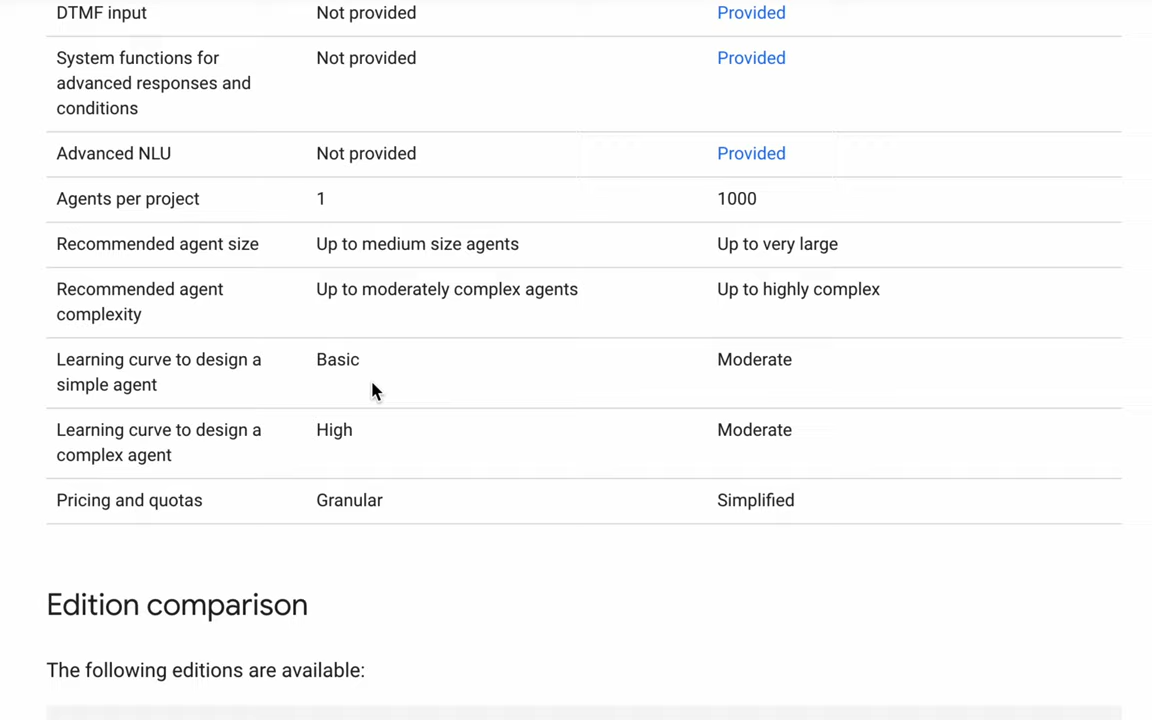 DTMF input Not provided Provided
System functions for Not provided Provided
advanced responses and
conditions
Advanced NLU Not provided Provided
Agents per project 1 1000
Recommended agent size Up to medium size agents Up to very large
Recommended agent Up to moderately complex agents Up to highly complex
complexity
Learning curve to design a Basic Moderate
simple agent
Learning curve to design a High Moderate
complex agent
Pricing and quotas Granular Simplified
Edition comparison
The following editions are available: